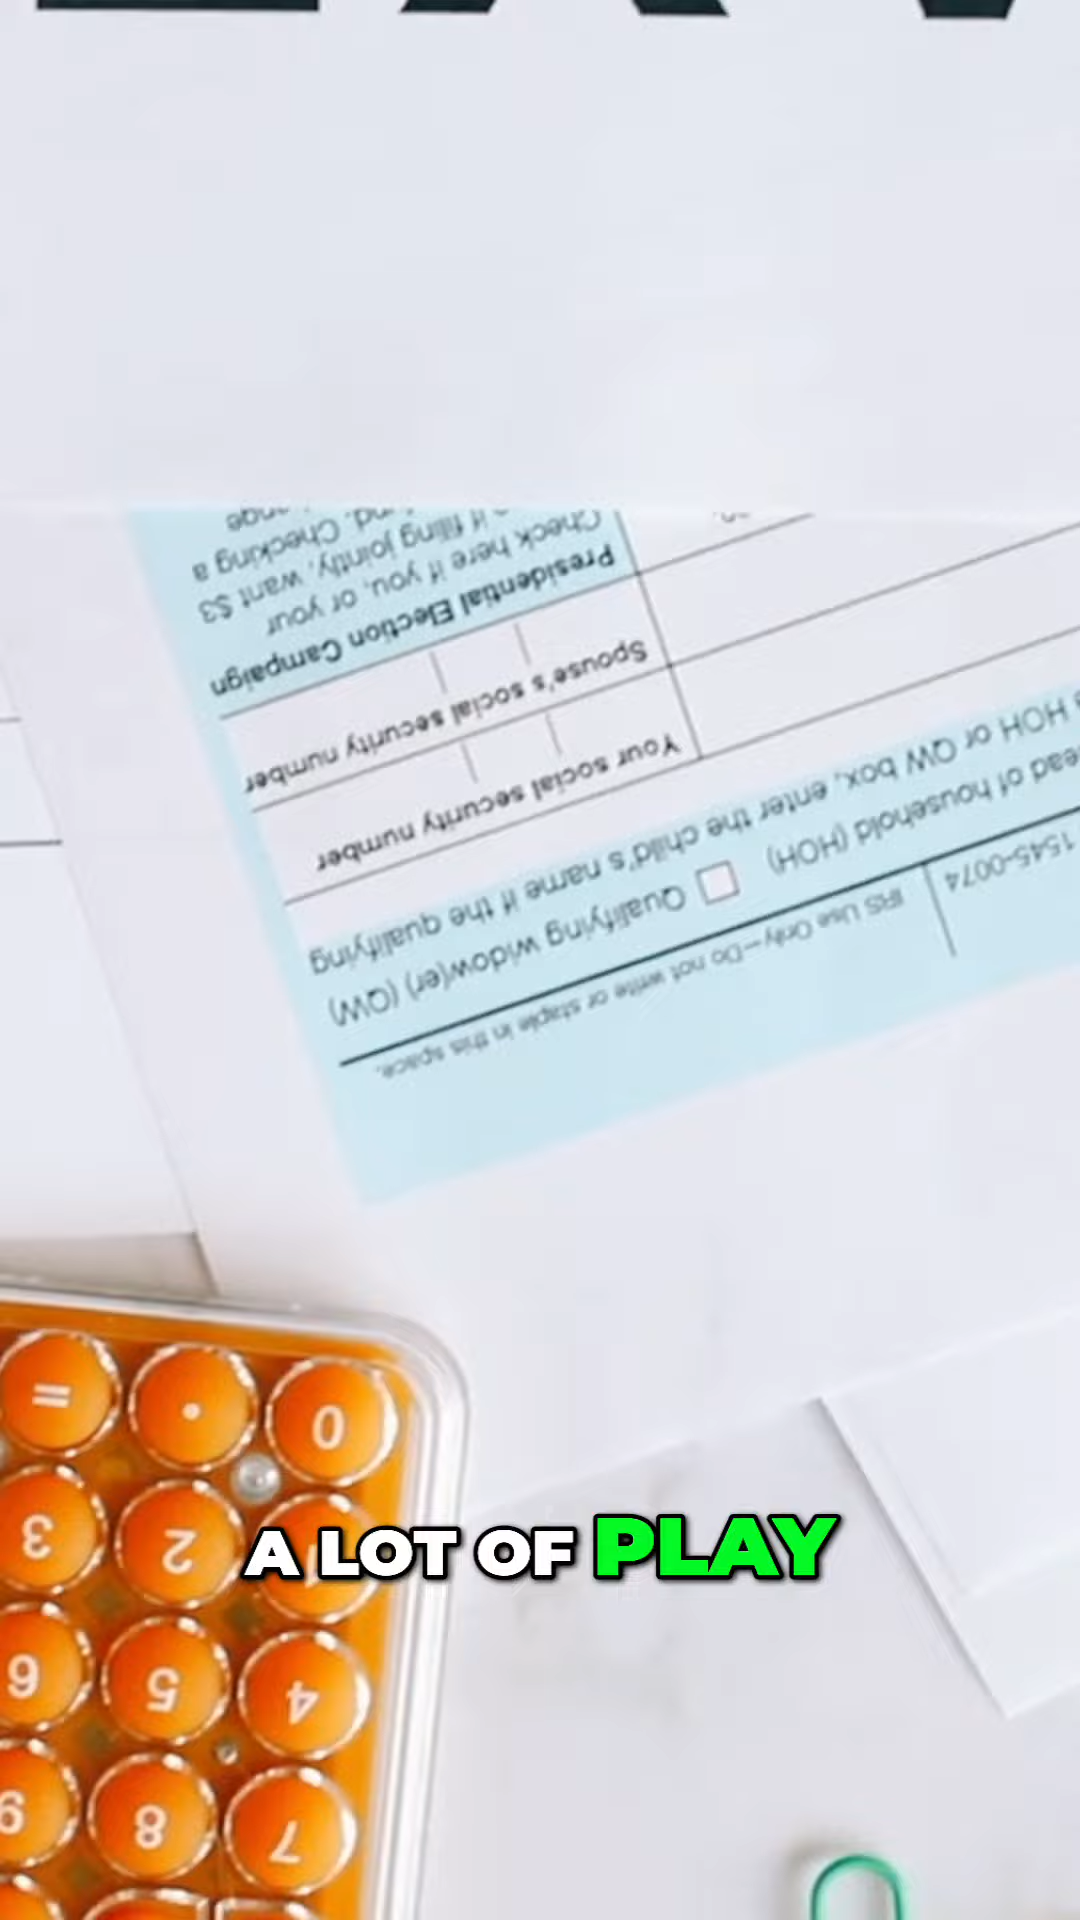 IRS Use Only—Do not write or staple in this space.
1545-0074
Qualifying widow(er) (QW)
ead of household (HOH)
HOH or QW box, enter the child's name if the qualifying
Your social security number
Spouse's social security number
Presidential Election Campaign
Check here if you, or your
if filing jointly, want $3
Checking a
0
.
=
1
2
3
4
5
6
7
8
9
A LOT OF PLAY